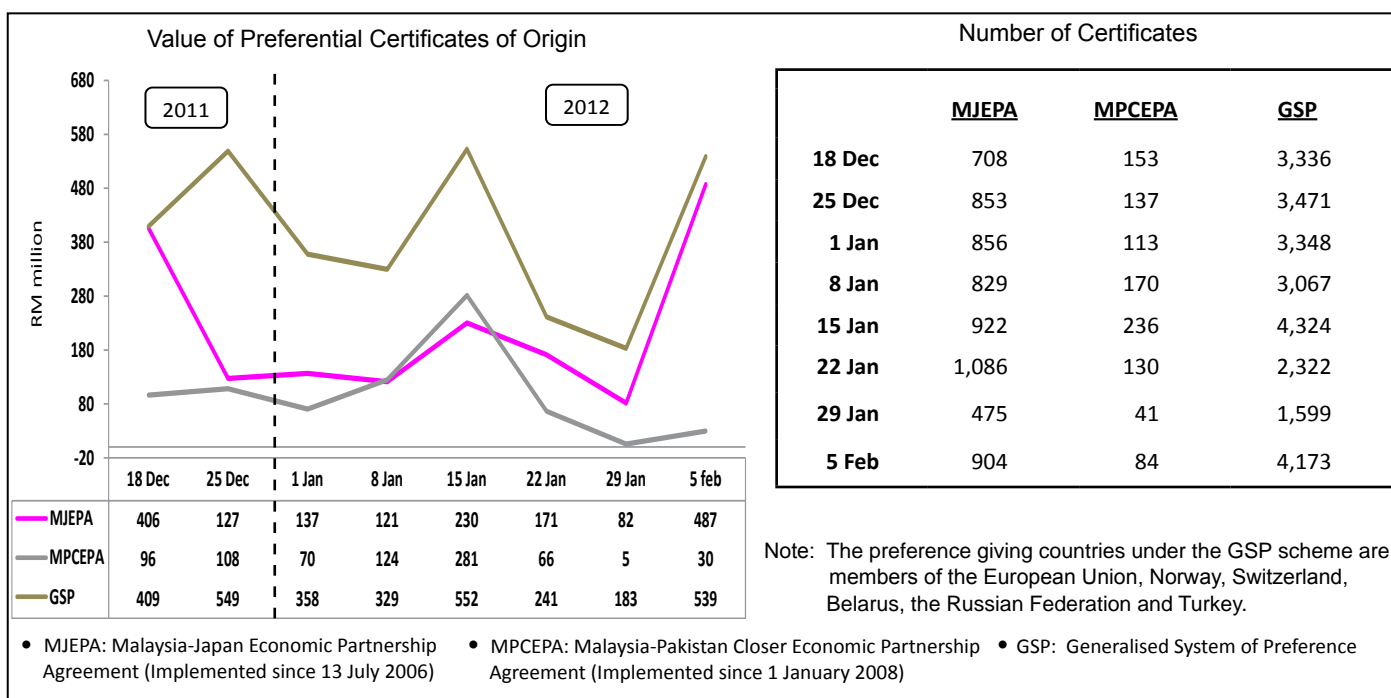 Value of Preferential Certificates of Origin
680
580
480
380
280
180
80
-20
RM million
2011
2012
18 Dec 25 Dec 1 Jan 8 Jan 15 Jan 22 Jan 29 Jan 5 feb
MJEPA 406 127 137 121 230 171 82 487
MPCEPA 96 108 70 124 281 66 5 30
GSP 409 549 358 329 552 241 183 539
Number of Certificates
MJEPA MPCEPA GSP
18 Dec 708 153 3,336
25 Dec 853 137 3,471
1 Jan 856 113 3,348
8 Jan 829 170 3,067
15 Jan 922 236 4,324
22 Jan 1,086 130 2,322
29 Jan 475 41 1,599
5 Feb 904 84 4,173
Note: The preference giving countries under the GSP scheme are
members of the European Union, Norway, Switzerland,
Belarus, the Russian Federation and Turkey.
• MJEPA: Malaysia-Japan Economic Partnership
Agreement (Implemented since 13 July 2006)
• MPCEPA: Malaysia-Pakistan Closer Economic Partnership
Agreement (Implemented since 1 January 2008)
• GSP: Generalised System of Preference